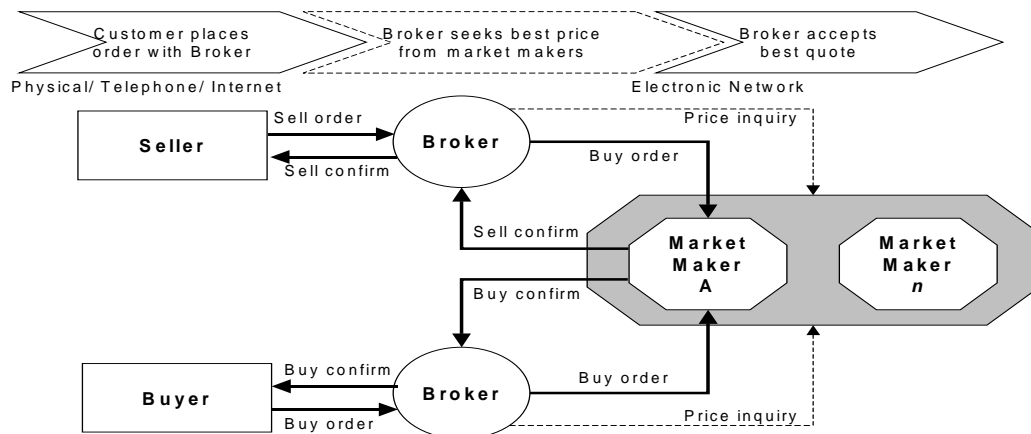 Customer places
order with Broker
Broker seeks best price
from market makers
Broker accepts
best quote
Physical/ Telephone/ Internet
Electronic Network
Seller
Sell order
Sell confirm
Broker
Price inquiry
Buy order
Sell confirm
Market
Maker
A
Market
Maker
n
Buy confirm
Buyer
Buy confirm
Buy order
Broker
Buy order
Price inquiry